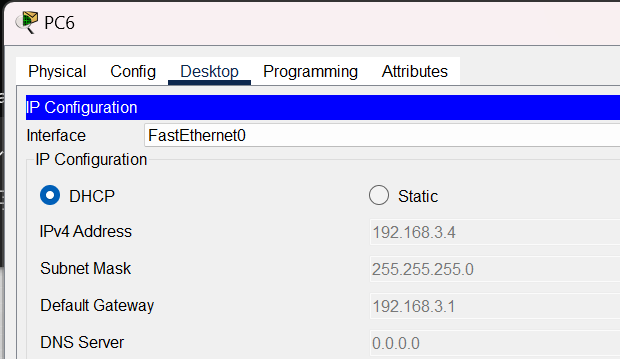 PC6
Physical Config Desktop Programming Attributes
IP Configuration
Interface FastEthernet0
IP Configuration
DHCP Static
IPv4 Address 192.168.3.4
Subnet Mask 255.255.255.0
Default Gateway 192.168.3.1
DNS Server 0.0.0.0